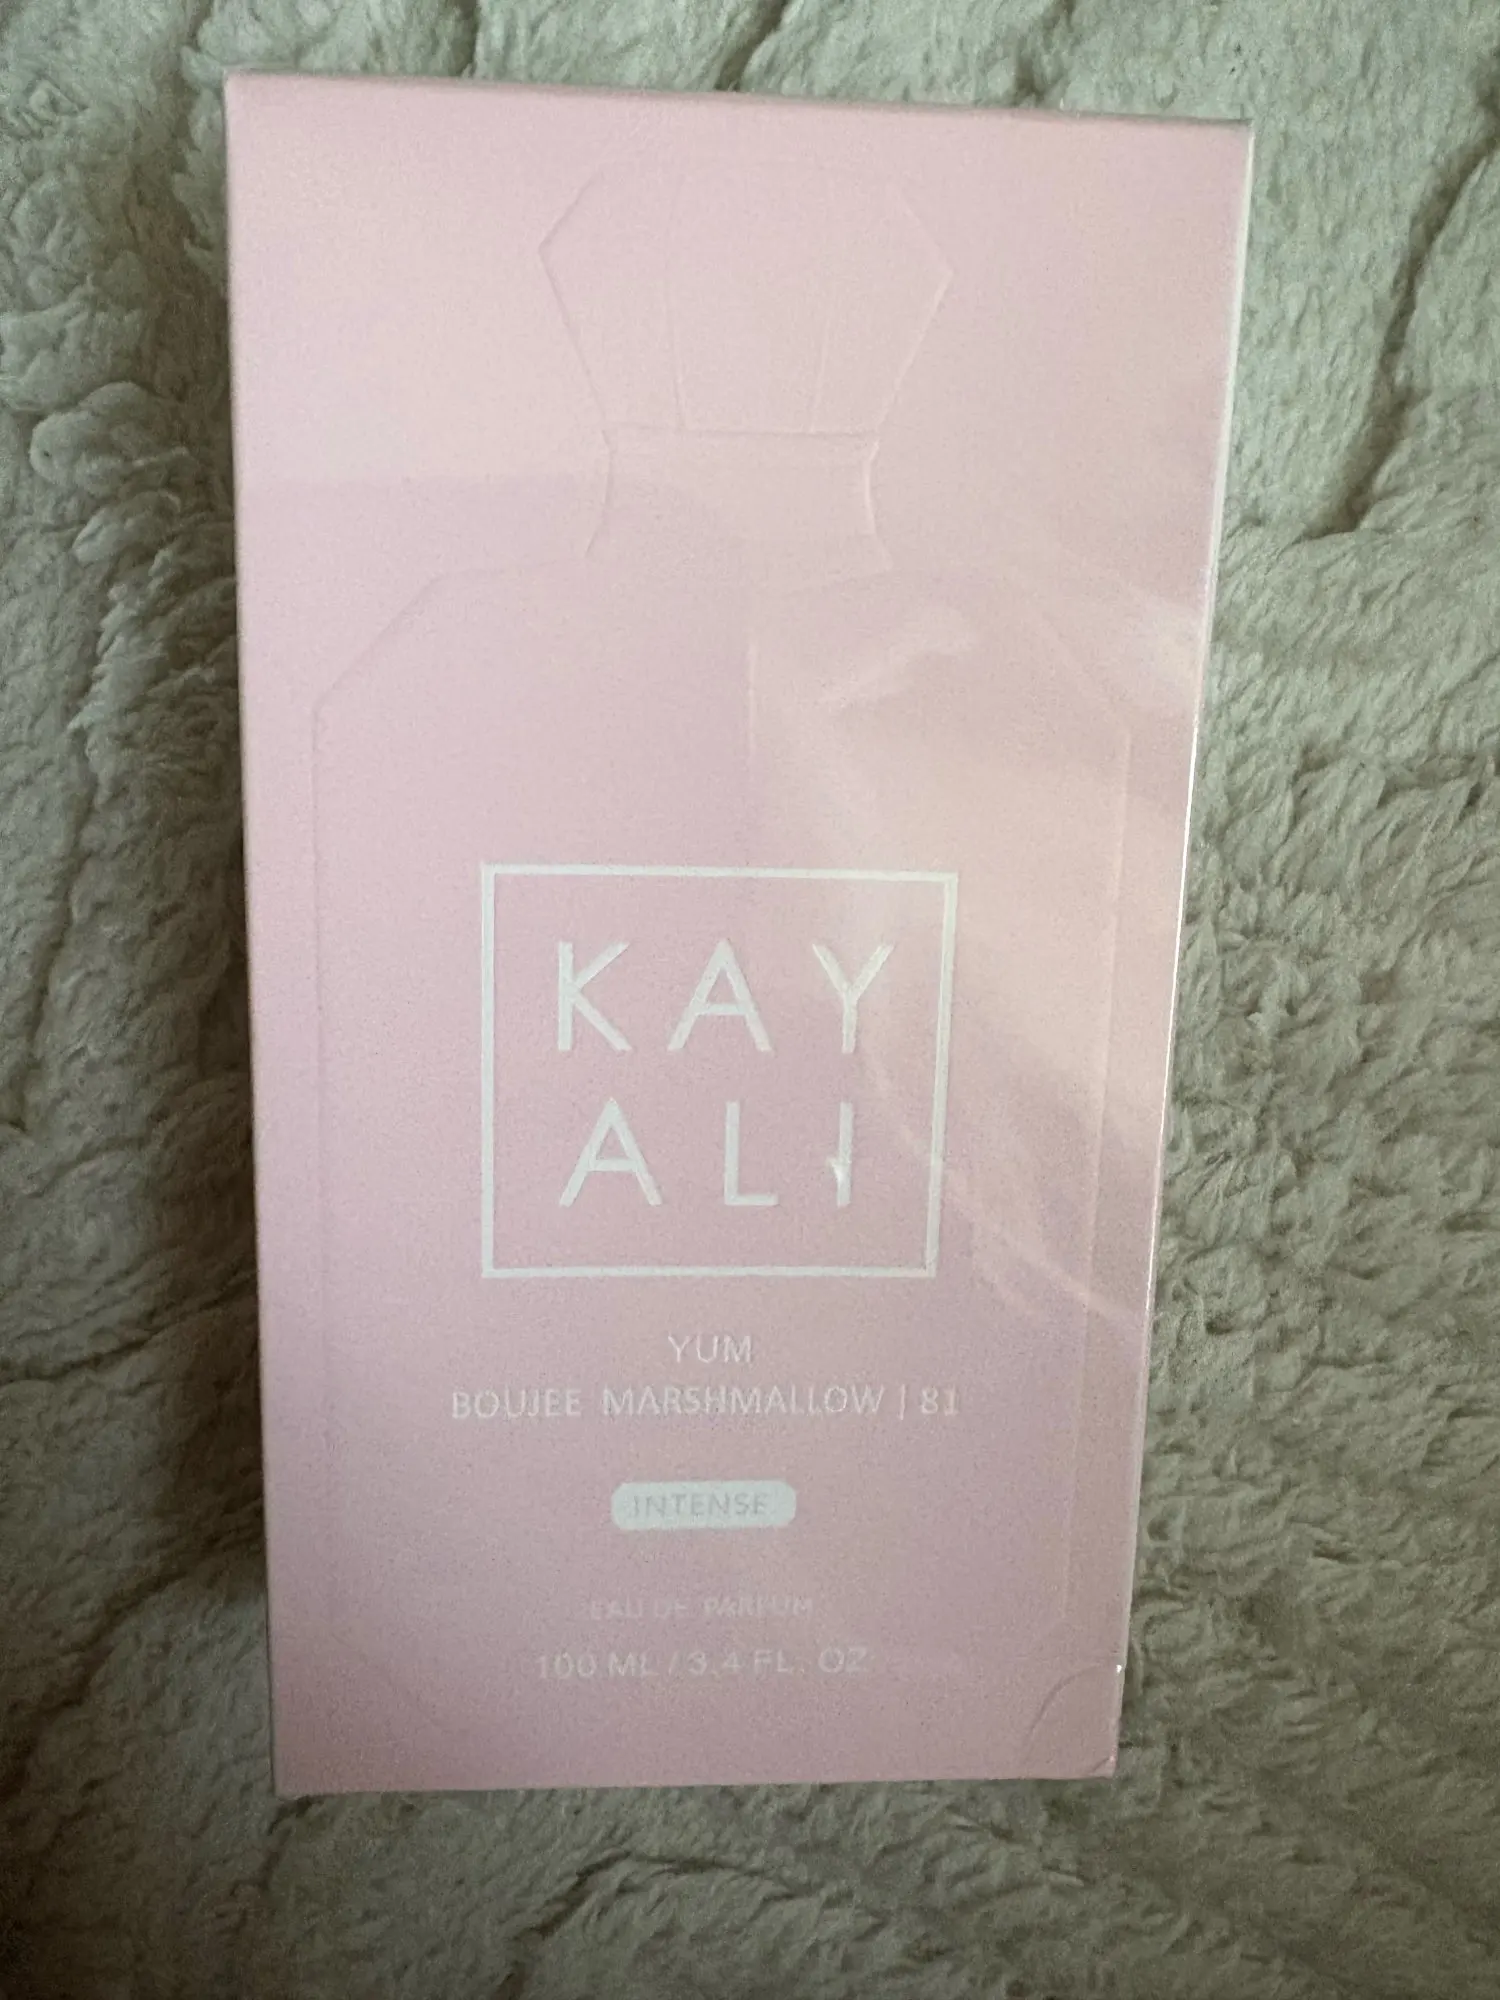 KAY
ALI
YUM
BOUJEE MARSHMALLOW | 81
INTENSE
EAU DE PARFUM
100 ML / 3.4 FL. OZ